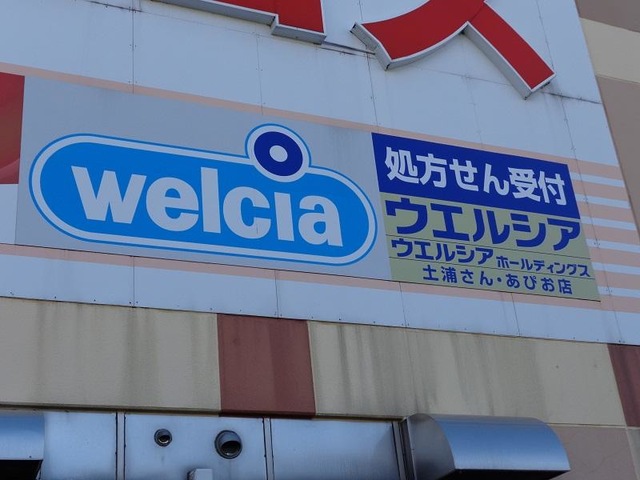 welcia
処方せん受付
ウエルシア
ウエルシア ホールディングス
土浦さん・あぴお店